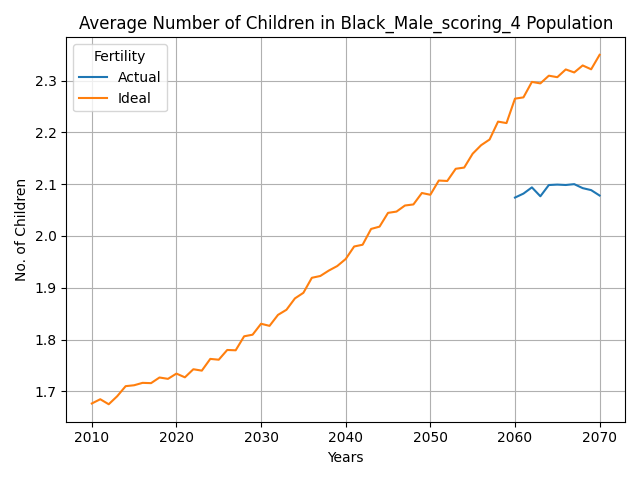 Average Number of Children in Black_Male_scoring_4 Population
Fertility
Actual
Ideal
No. of Children
2.3
2.2
2.1
2.0
1.9
1.8
1.7
2010 2020 2030 2040 2050 2060 2070
Years